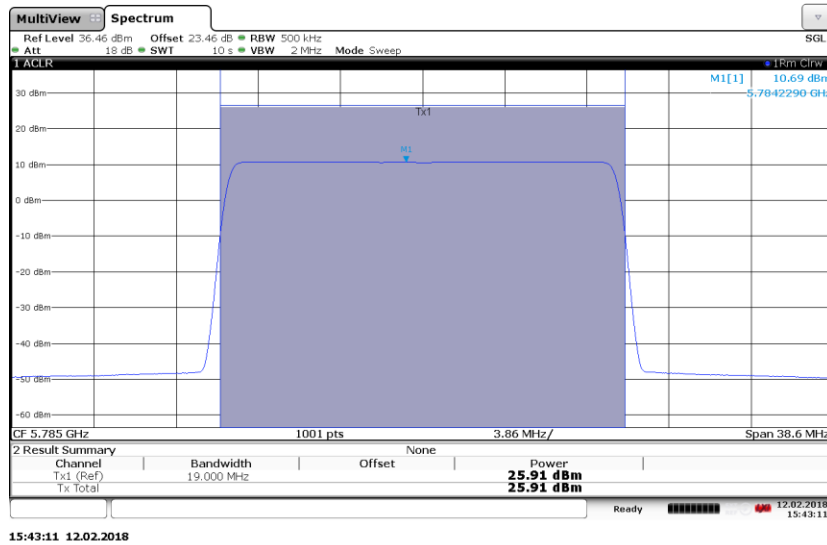 MultiView Spectrum
Ref Level 36.46 dBm Offset 23.46 dB RBW 500 kHz SGL
Att 18 dB SWT 10 s VBW 2 MHz Mode Sweep
1 ACLR 1Rm Clrw
M1[1] 10.69 dBm
5.7842290 GHz
30 dBm
Tx1
20 dBm
M1
10 dBm
0 dBm
-10 dBm
-20 dBm
-30 dBm
-40 dBm
-50 dBm
-60 dBm
CF 5.785 GHz 1001 pts 3.86 MHz/ Span 38.6 MHz
2 Result Summary None
Channel Bandwidth Offset Power
Tx1 (Ref) 19.000 MHz 25.91 dBm
Tx Total 25.91 dBm
Ready 12.02.2018
15:43:11
15:43:11 12.02.2018